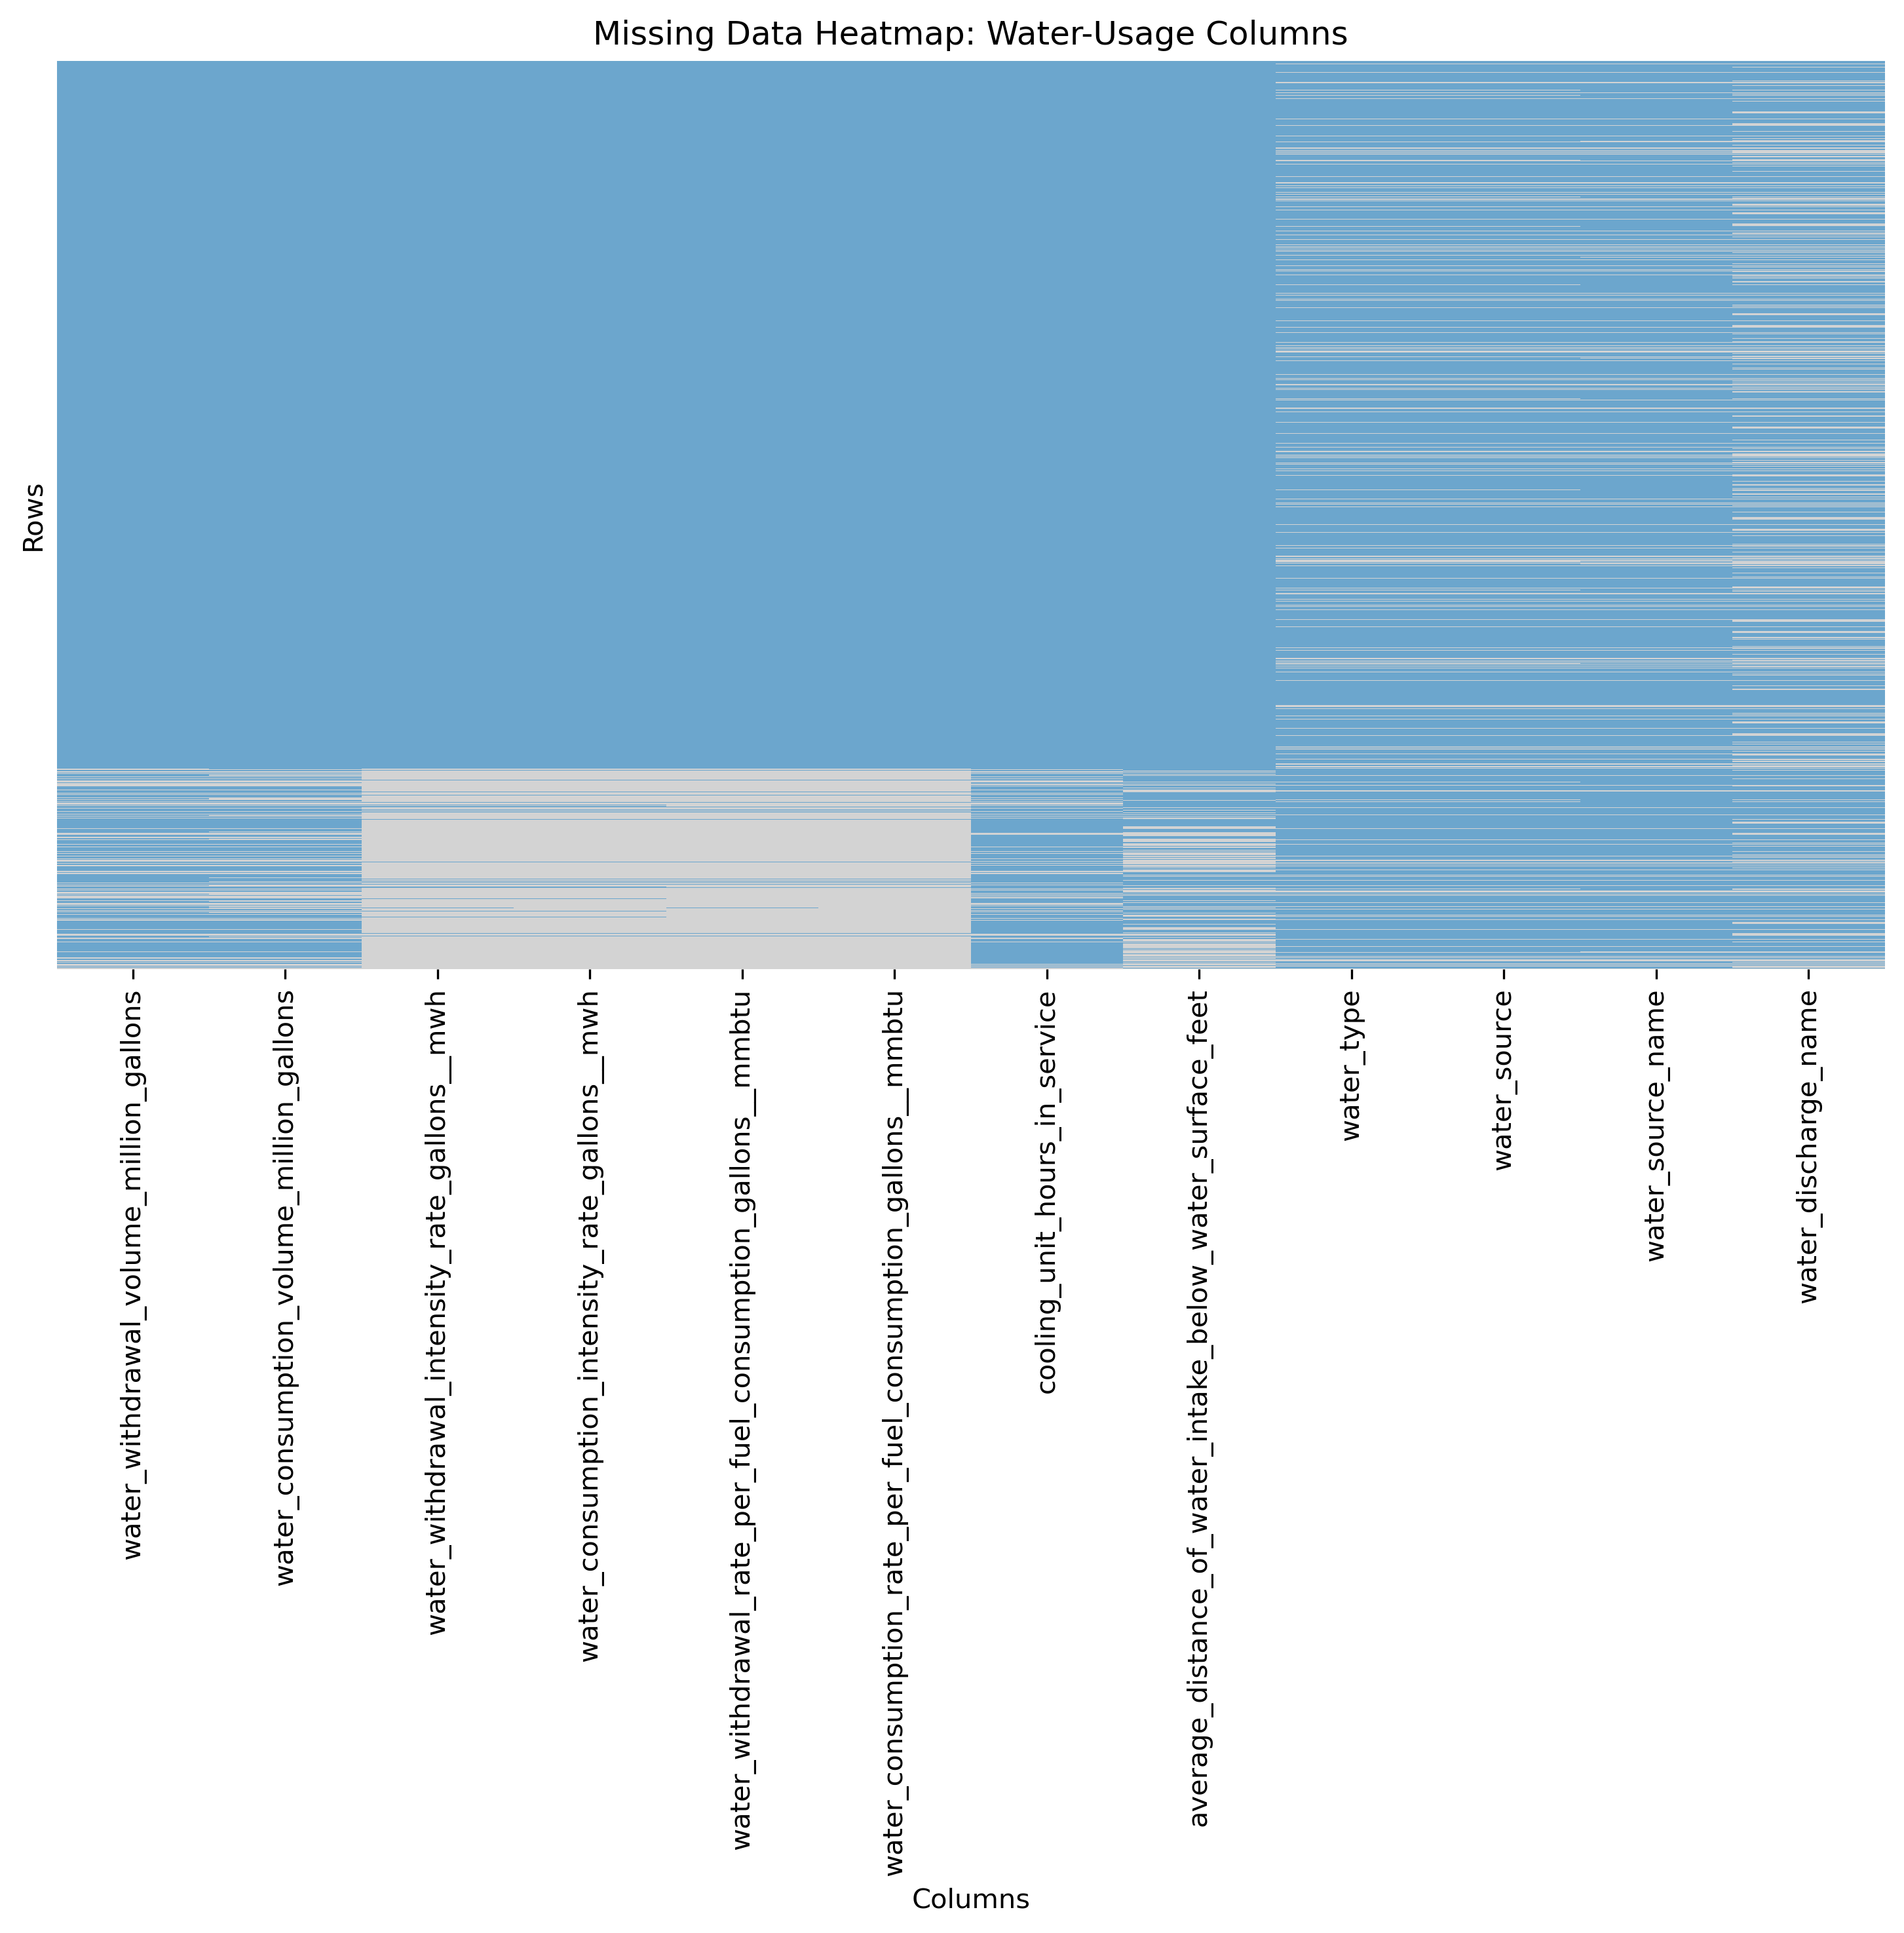 Missing Data Heatmap: Water-Usage Columns
Rows
water_withdrawal_volume_million_gallons
water_consumption_volume_million_gallons
water_withdrawal_intensity_rate_gallons__mwh
water_consumption_intensity_rate_gallons__mwh
water_withdrawal_rate_per_fuel_consumption_gallons__mmbtu
water_consumption_rate_per_fuel_consumption_gallons__mmbtu
cooling_unit_hours_in_service
average_distance_of_water_intake_below_water_surface_feet
water_type
water_source
water_source_name
water_discharge_name
Columns